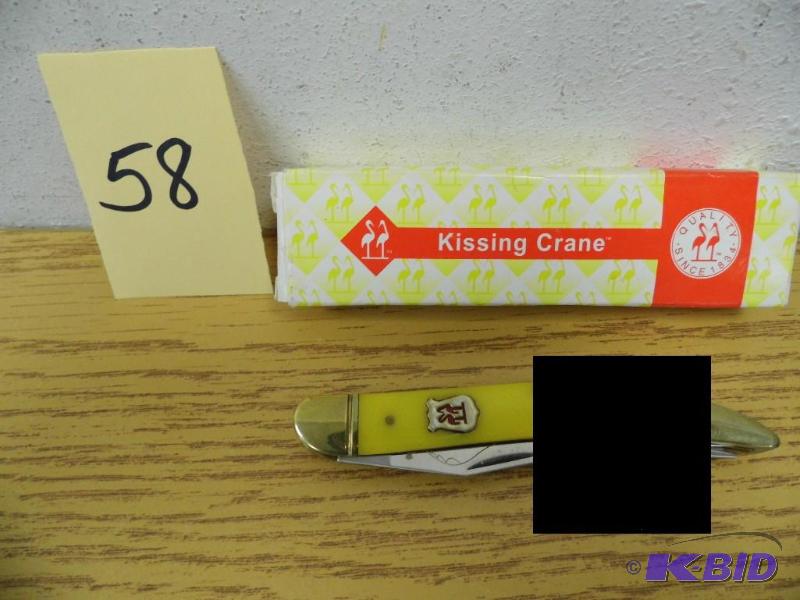 58
Kissing Crane™
QUALITY
SINCE 1834
© K-BID